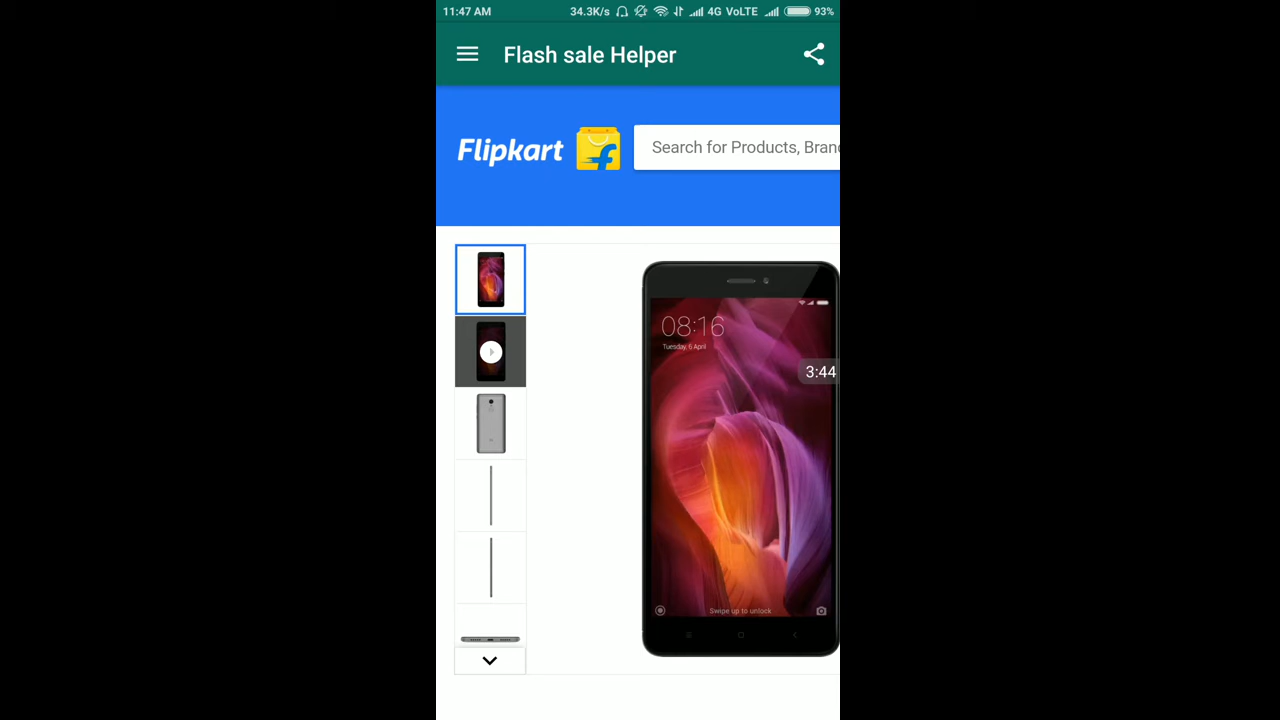 11:47 AM 34.3K/s 4G VoLTE 93%
Flash sale Helper
Flipkart
Search for Products, Bran
08:16
Tuesday, 6 April
3:44
Swipe up to unlock